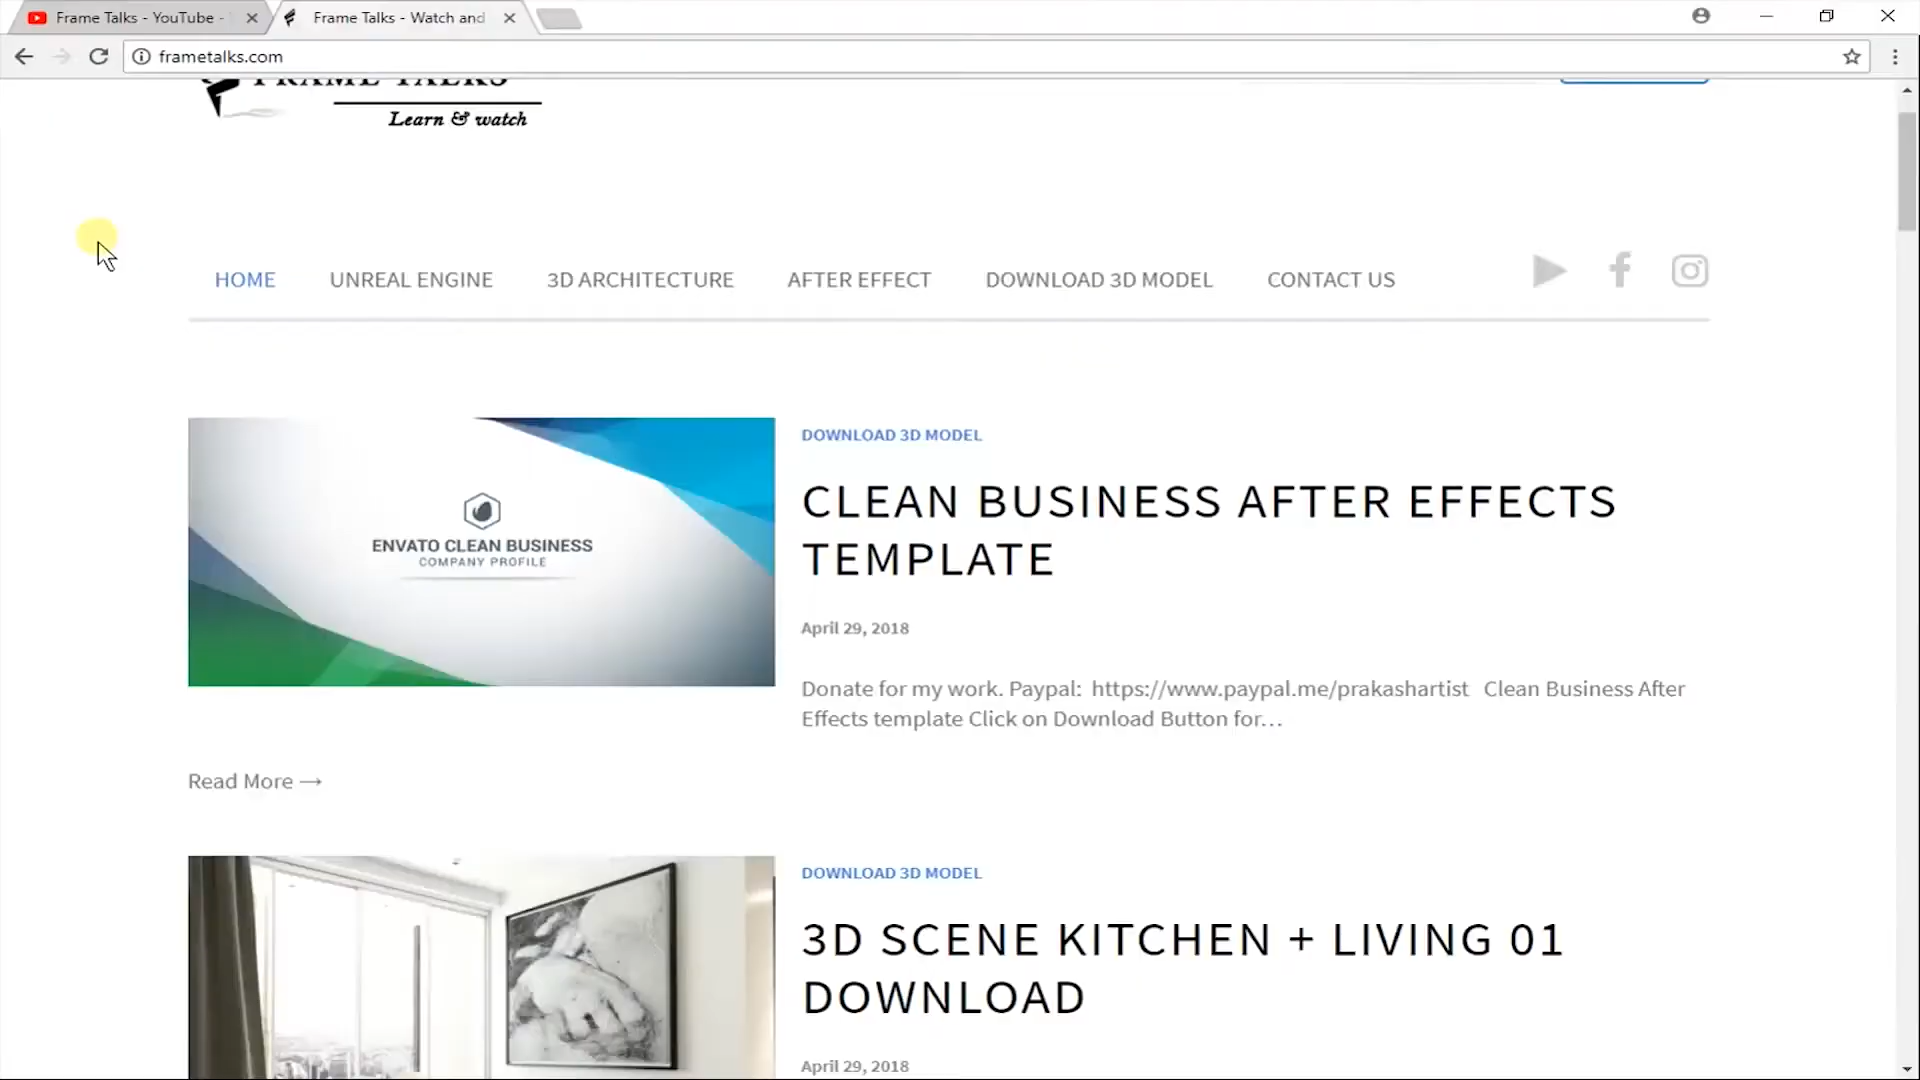 Frame Talks - YouTube -
Frame Talks - Watch and
frametalks.com
FRAME TALKS
Learn & watch
HOME UNREAL ENGINE 3D ARCHITECTURE AFTER EFFECT DOWNLOAD 3D MODEL CONTACT US
DOWNLOAD 3D MODEL
CLEAN BUSINESS AFTER EFFECTS
TEMPLATE
ENVATO CLEAN BUSINESS
COMPANY PROFILE
April 29, 2018
Donate for my work. Paypal: https://www.paypal.me/prakashartist Clean Business After
Effects template Click on Download Button for...
Read More →
DOWNLOAD 3D MODEL
3D SCENE KITCHEN + LIVING 01
DOWNLOAD
April 29, 2018